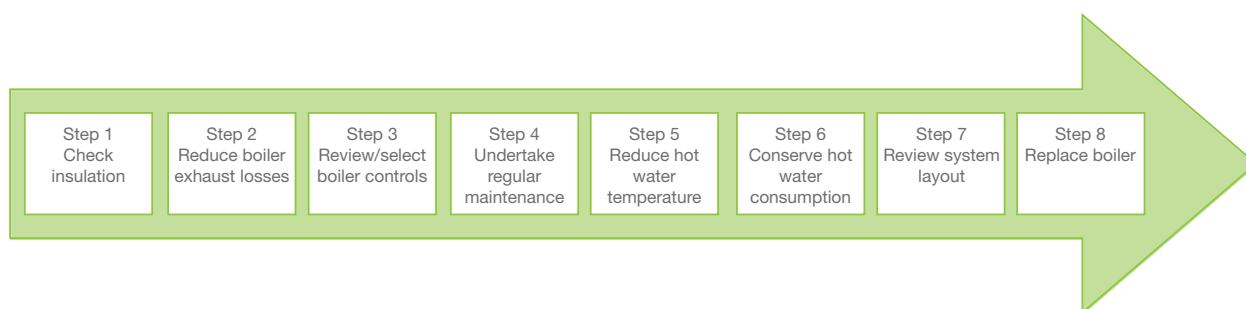 Step 1
Check
insulation
Step 2
Reduce boiler
exhaust losses
Step 3
Review/select
boiler controls
Step 4
Undertake
regular
maintenance
Step 5
Reduce hot
water
temperature
Step 6
Conserve hot
water
consumption
Step 7
Review system
layout
Step 8
Replace boiler